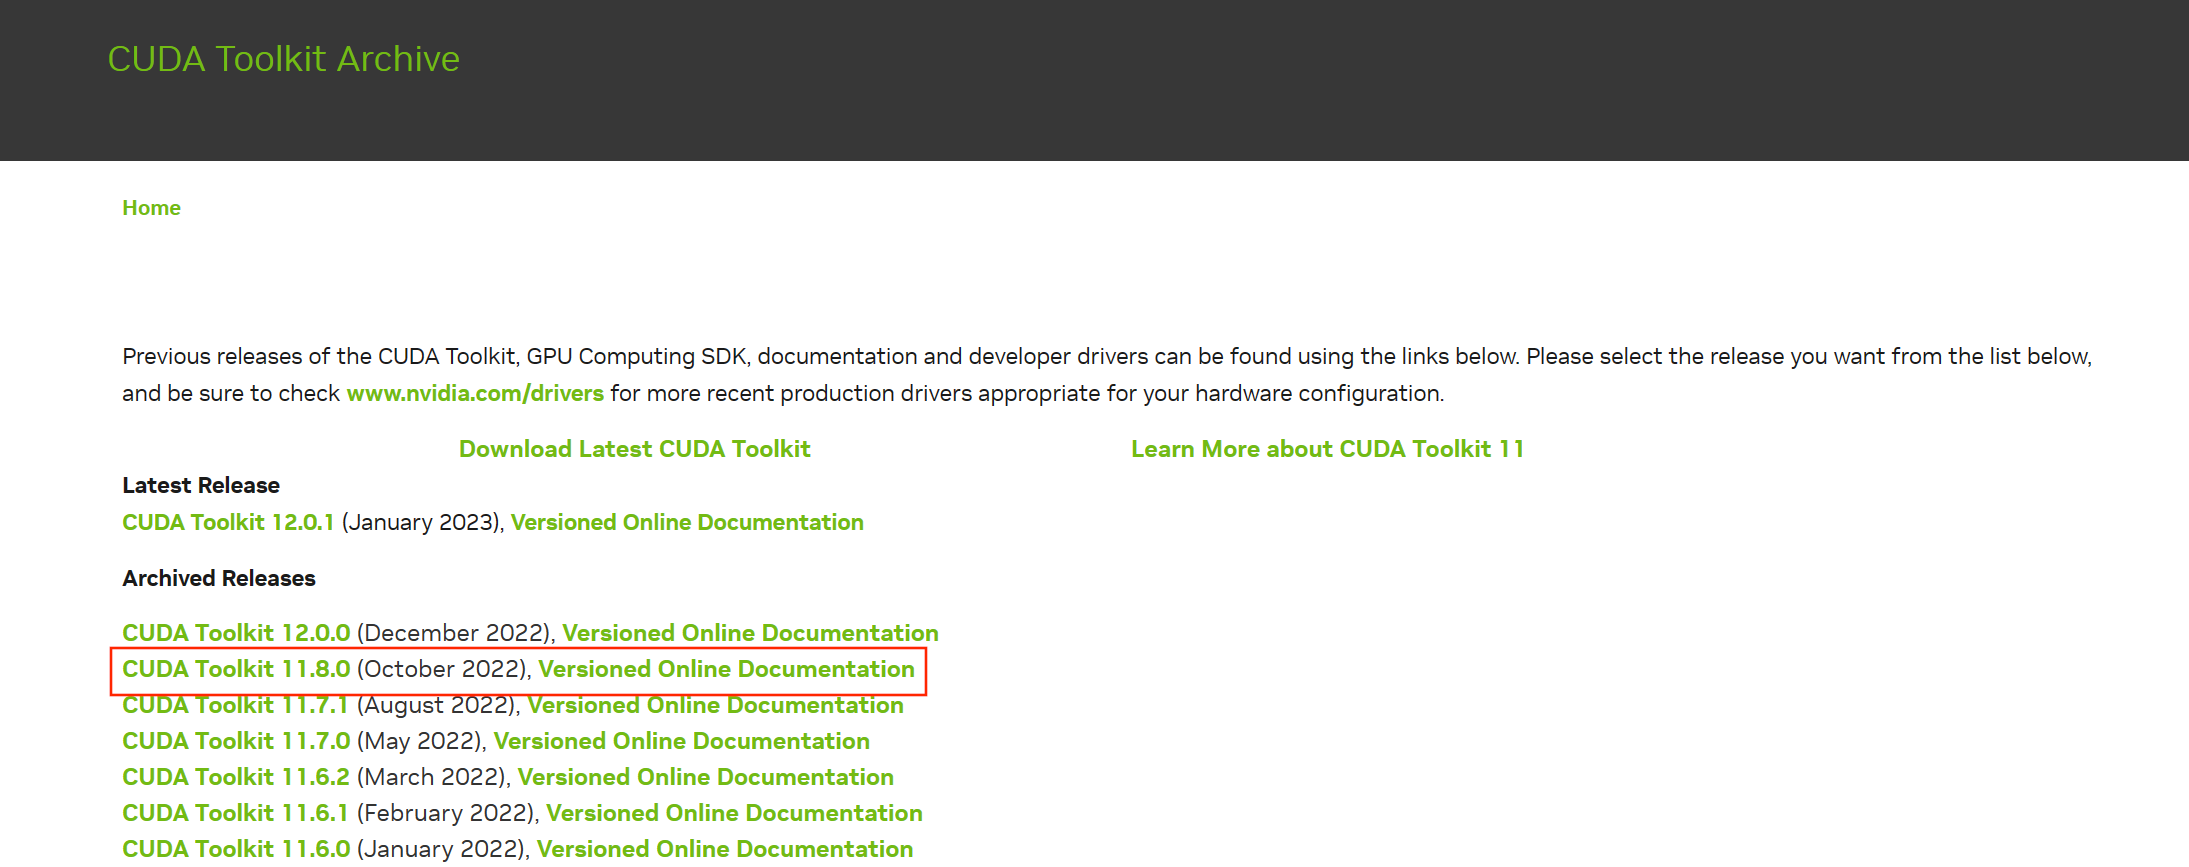 CUDA Toolkit Archive
Home
Previous releases of the CUDA Toolkit, GPU Computing SDK, documentation and developer drivers can be found using the links below. Please select the release you want from the list below,
and be sure to check www.nvidia.com/drivers for more recent production drivers appropriate for your hardware configuration.
Download Latest CUDA Toolkit Learn More about CUDA Toolkit 11
Latest Release
CUDA Toolkit 12.0.1 (January 2023), Versioned Online Documentation
Archived Releases
CUDA Toolkit 12.0.0 (December 2022), Versioned Online Documentation
CUDA Toolkit 11.8.0 (October 2022), Versioned Online Documentation
CUDA Toolkit 11.7.1 (August 2022), Versioned Online Documentation
CUDA Toolkit 11.7.0 (May 2022), Versioned Online Documentation
CUDA Toolkit 11.6.2 (March 2022), Versioned Online Documentation
CUDA Toolkit 11.6.1 (February 2022), Versioned Online Documentation
CUDA Toolkit 11.6.0 (January 2022), Versioned Online Documentation